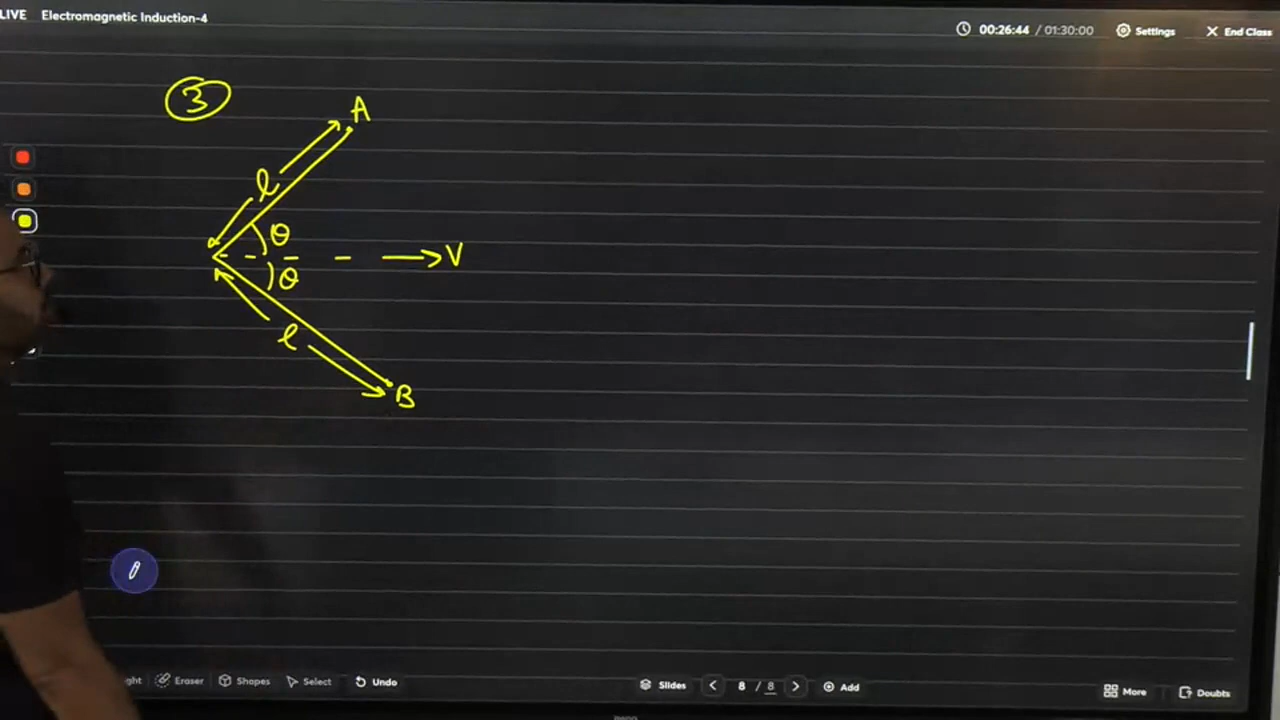 LIVE Electromagnetic Induction-4
00:26:44 / 01:30:00 Settings End Class
3
A
l
θ
V
θ
l
B
Eraser Shapes Select Undo Slides 8 / 8 Add More Doubts